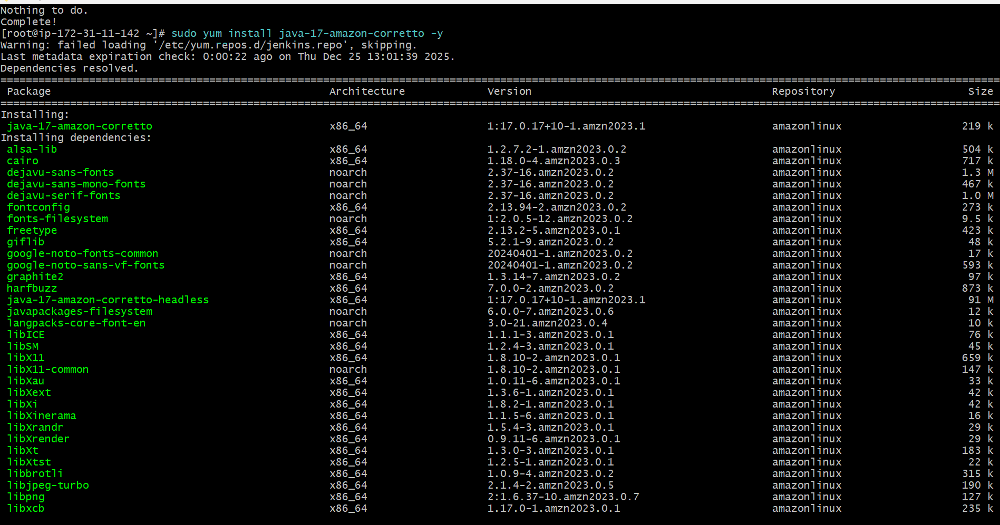 Nothing to do.
Complete!
[root@ip-172-31-11-142 ~]# sudo yum install java-17-amazon-corretto -y
Warning: failed loading '/etc/yum.repos.d/jenkins.repo', skipping.
Last metadata expiration check: 0:00:22 ago on Thu Dec 25 13:01:39 2025.
Dependencies resolved.
Package Architecture Version Repository Size
Installing:
java-17-amazon-corretto x86_64 1:17.0.17+10-1.amzn2023.1 amazonlinux 219 k
Installing dependencies:
alsa-lib x86_64 1.2.7.2-1.amzn2023.0.2 amazonlinux 504 k
cairo x86_64 1.18.0-4.amzn2023.0.3 amazonlinux 717 k
dejavu-sans-fonts noarch 2.37-16.amzn2023.0.2 amazonlinux 1.3 M
dejavu-sans-mono-fonts noarch 2.37-16.amzn2023.0.2 amazonlinux 467 k
dejavu-serif-fonts noarch 2.37-16.amzn2023.0.2 amazonlinux 1.0 M
fontconfig x86_64 2.13.94-2.amzn2023.0.2 amazonlinux 273 k
fonts-filesystem noarch 1:2.0.5-12.amzn2023.0.2 amazonlinux 9.5 k
freetype x86_64 2.13.2-5.amzn2023.0.1 amazonlinux 423 k
giflib x86_64 5.2.1-9.amzn2023.0.2 amazonlinux 48 k
google-noto-fonts-common noarch 20240401-1.amzn2023.0.2 amazonlinux 17 k
google-noto-sans-vf-fonts noarch 20240401-1.amzn2023.0.2 amazonlinux 593 k
graphite2 x86_64 1.3.14-7.amzn2023.0.2 amazonlinux 97 k
harfbuzz x86_64 7.0.0-2.amzn2023.0.2 amazonlinux 873 k
java-17-amazon-corretto-headless x86_64 1:17.0.17+10-1.amzn2023.1 amazonlinux 91 M
javapackages-filesystem noarch 6.0.0-7.amzn2023.0.6 amazonlinux 12 k
langpacks-core-font-en noarch 3.0-21.amzn2023.0.4 amazonlinux 10 k
libICE x86_64 1.1.1-3.amzn2023.0.1 amazonlinux 76 k
libSM x86_64 1.2.4-3.amzn2023.0.1 amazonlinux 45 k
libX11 x86_64 1.8.10-2.amzn2023.0.1 amazonlinux 659 k
libX11-common noarch 1.8.10-2.amzn2023.0.1 amazonlinux 147 k
libXau x86_64 1.0.11-6.amzn2023.0.1 amazonlinux 33 k
libXext x86_64 1.3.6-1.amzn2023.0.1 amazonlinux 42 k
libXi x86_64 1.8.2-1.amzn2023.0.1 amazonlinux 42 k
libXinerama x86_64 1.1.5-6.amzn2023.0.1 amazonlinux 16 k
libXrandr x86_64 1.5.4-3.amzn2023.0.1 amazonlinux 29 k
libXrender x86_64 0.9.11-6.amzn2023.0.1 amazonlinux 29 k
libXt x86_64 1.3.0-3.amzn2023.0.1 amazonlinux 183 k
libXtst x86_64 1.2.5-1.amzn2023.0.1 amazonlinux 22 k
libbrotli x86_64 1.0.9-4.amzn2023.0.2 amazonlinux 315 k
libjpeg-turbo x86_64 2.1.4-2.amzn2023.0.5 amazonlinux 190 k
libpng x86_64 2:1.6.37-10.amzn2023.0.7 amazonlinux 127 k
libxcb x86_64 1.17.0-1.amzn2023.0.1 amazonlinux 235 k